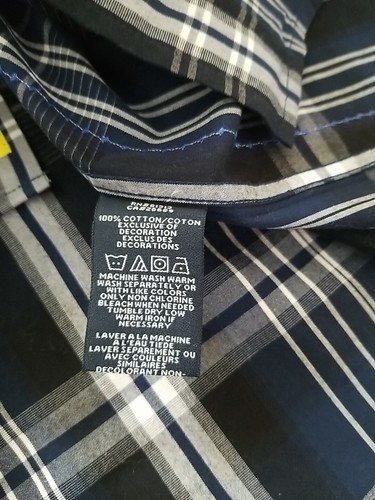 100% COTTON/COTON
EXCLUSIVE OF
DECORATION
EXCLUS DES
DECORATIONS
MACHINE WASH WARM
WASH SEPARATELY OR
WITH LIKE COLORS
ONLY NON CHLORINE
BLEACH WHEN NEEDED
TUMBLE DRY LOW
WARM IRON IF
NECESSARY
LAVER A LA MACHINE
A L'EAU TIEDE
LAVER SEPAREMENT OU
AVEC COULEURS
SIMILAIRES
DECOLORANT NON-